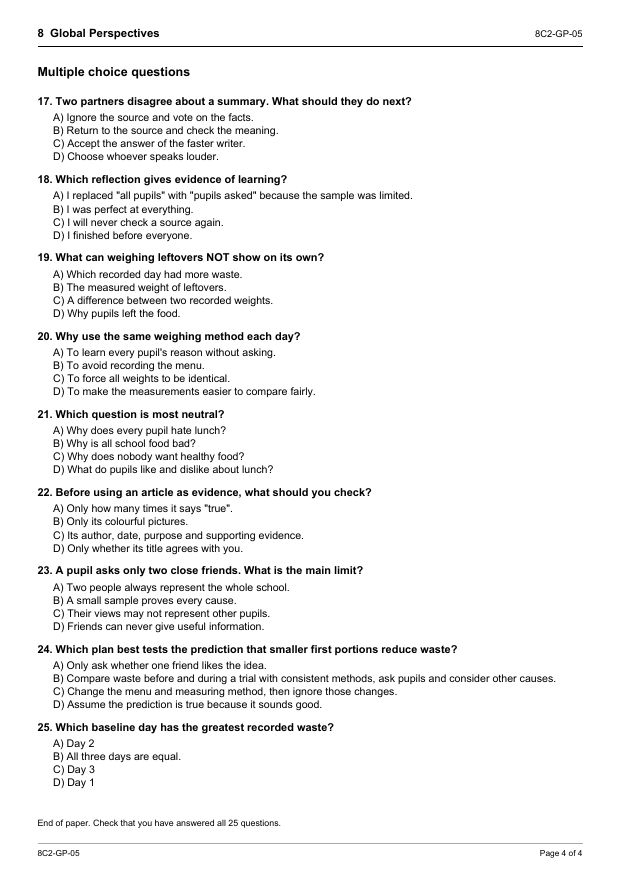 8 Global Perspectives
8C2-GP-05
Multiple choice questions
17. Two partners disagree about a summary. What should they do next?
A) Ignore the source and vote on the facts.
B) Return to the source and check the meaning.
C) Accept the answer of the faster writer.
D) Choose whoever speaks louder.
18. Which reflection gives evidence of learning?
A) I replaced "all pupils" with "pupils asked" because the sample was limited.
B) I was perfect at everything.
C) I will never check a source again.
D) I finished before everyone.
19. What can weighing leftovers NOT show on its own?
A) Which recorded day had more waste.
B) The measured weight of leftovers.
C) A difference between two recorded weights.
D) Why pupils left the food.
20. Why use the same weighing method each day?
A) To learn every pupil's reason without asking.
B) To avoid recording the menu.
C) To force all weights to be identical.
D) To make the measurements easier to compare fairly.
21. Which question is most neutral?
A) Why does every pupil hate lunch?
B) Why is all school food bad?
C) Why does nobody want healthy food?
D) What do pupils like and dislike about lunch?
22. Before using an article as evidence, what should you check?
A) Only how many times it says "true".
B) Only its colourful pictures.
C) Its author, date, purpose and supporting evidence.
D) Only whether its title agrees with you.
23. A pupil asks only two close friends. What is the main limit?
A) Two people always represent the whole school.
B) A small sample proves every cause.
C) Their views may not represent other pupils.
D) Friends can never give useful information.
24. Which plan best tests the prediction that smaller first portions reduce waste?
A) Only ask whether one friend likes the idea.
B) Compare waste before and during a trial with consistent methods, ask pupils and consider other causes.
C) Change the menu and measuring method, then ignore those changes.
D) Assume the prediction is true because it sounds good.
25. Which baseline day has the greatest recorded waste?
A) Day 2
B) All three days are equal.
C) Day 3
D) Day 1
End of paper. Check that you have answered all 25 questions.
8C2-GP-05
Page 4 of 4